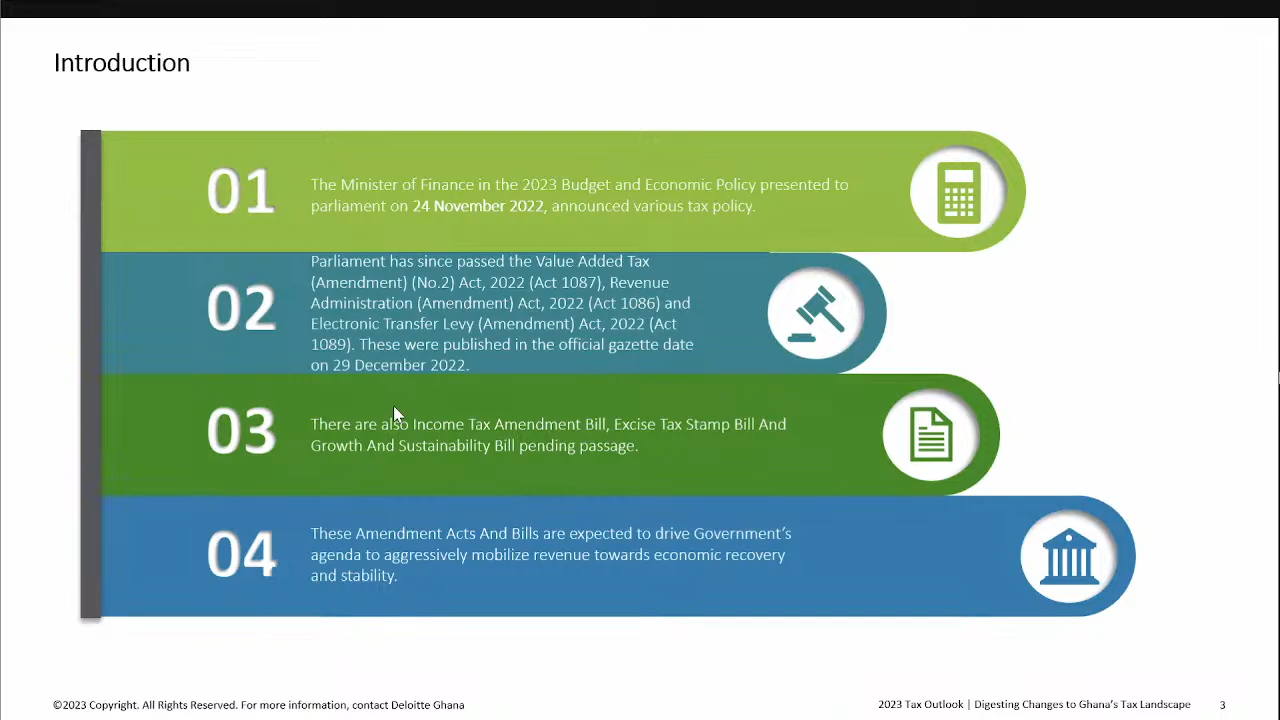 Introduction
01
The Minister of Finance in the 2023 Budget and Economic Policy presented to
parliament on 24 November 2022, announced various tax policy.
02
Parliament has since passed the Value Added Tax
(Amendment) (No.2) Act, 2022 (Act 1087), Revenue
Administration (Amendment) Act, 2022 (Act 1086) and
Electronic Transfer Levy (Amendment) Act, 2022 (Act
1089). These were published in the official gazette date
on 29 December 2022.
03
There are also Income Tax Amendment Bill, Excise Tax Stamp Bill And
Growth And Sustainability Bill pending passage.
04
These Amendment Acts And Bills are expected to drive Government's
agenda to aggressively mobilize revenue towards economic recovery
and stability.
©2023 Copyright. All Rights Reserved. For more information, contact Deloitte Ghana
2023 Tax Outlook | Digesting Changes to Ghana's Tax Landscape
3